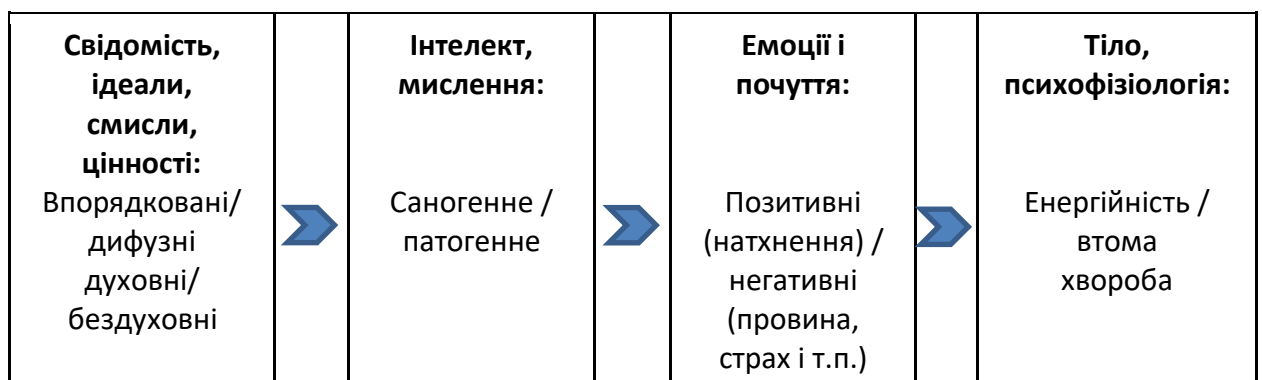 Свідомість,
ідеали,
смисли,
цінності:
Впорядковані/
дифузні
духовні/
бездуховні
Інтелект,
мислення:
Саногенне /
патогенне
Емоції і
почуття:
Позитивні
(натхнення) /
негативні
(провина,
страх і т.п.)
Тіло,
психофізіологія:
Енергійність /
втома
хвороба